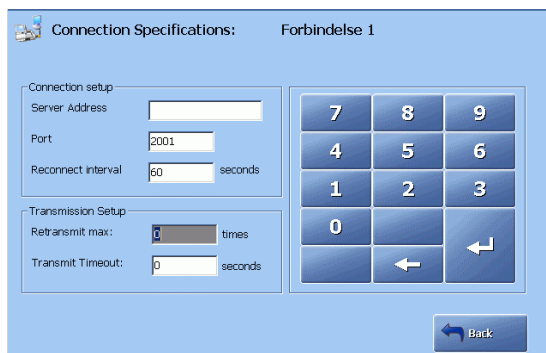 Connection Specifications: Forbindelse 1
Connection setup
Server Address
Port 2001
Reconnect interval 60 seconds
Transmission Setup
Retransmit max: 0 times
Transmit Timeout: 0 seconds
7 8 9
4 5 6
1 2 3
0
Back